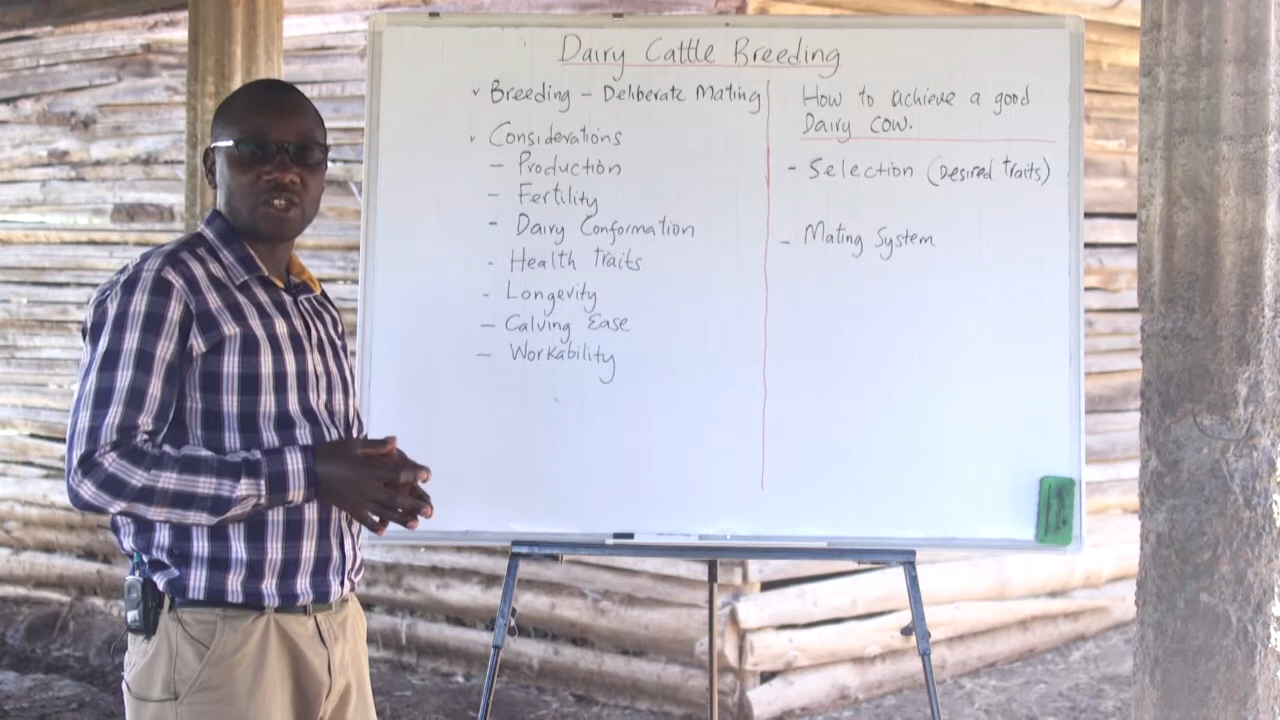 Dairy Cattle Breeding
v Breeding - Deliberate Mating
v Considerations
- Production
- Fertility
- Dairy Conformation
- Health Traits
- Longevity
- Calving Ease
- Workability
How to achieve a good
Dairy cow.
- Selection (Desired traits)
- Mating System